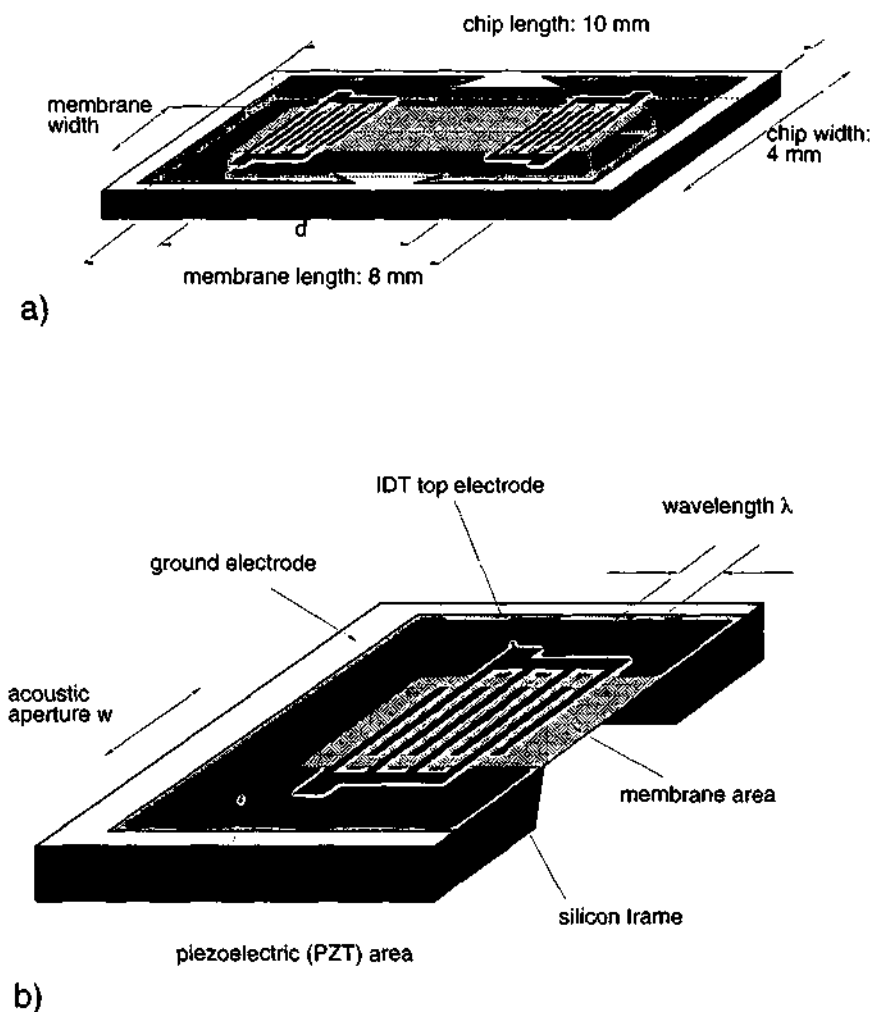 chip length: 10 mm
membrane
width
chip width:
4 mm
d
membrane length: 8 mm
a)
IDT top electrode
wavelength λ
ground electrode
acoustic
aperture w
membrane area
silicon frame
piezoelectric (PZT) area
b)